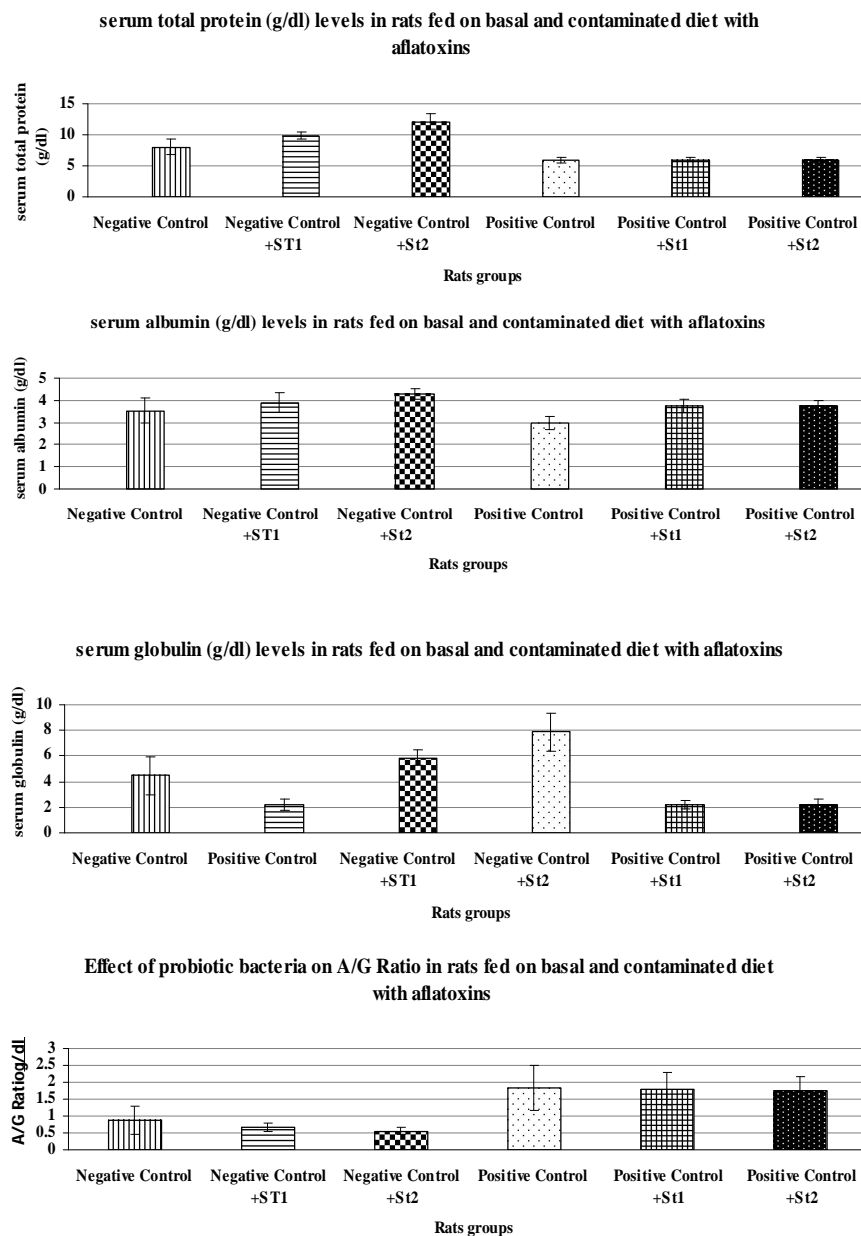 serum total protein (g/dl) levels in rats fed on basal and contaminated diet with
aflatoxins
serum total protein
(g/dl)
15
10
5
0
Negative Control Negative Control Negative Control Positive Control Positive Control Positive Control
+ST1 +St2 +St1 +St2
Rats groups
serum albumin (g/dl) levels in rats fed on basal and contaminated diet with aflatoxins
serum albumin (g/dl)
5
4
3
2
1
0
Negative Control Negative Control Negative Control Positive Control Positive Control Positive Control
+ST1 +St2 +St1 +St2
Rats groups
serum globulin (g/dl) levels in rats fed on basal and contaminated diet with aflatoxins
serum globulin (g/dl)
10
8
6
4
2
0
Negative Control Positive Control Negative Control Negative Control Positive Control Positive Control
+ST1 +St2 +St1 +St2
Rats groups
Effect of probiotic bacteria on A/G Ratio in rats fed on basal and contaminated diet
with aflatoxins
A/G Ratiog/dl
3
2.5
2
1.5
1
0.5
0
Negative Control Negative Control Negative Control Positive Control Positive Control Positive Control
+ST1 +St2 +St1 +St2
Rats groups